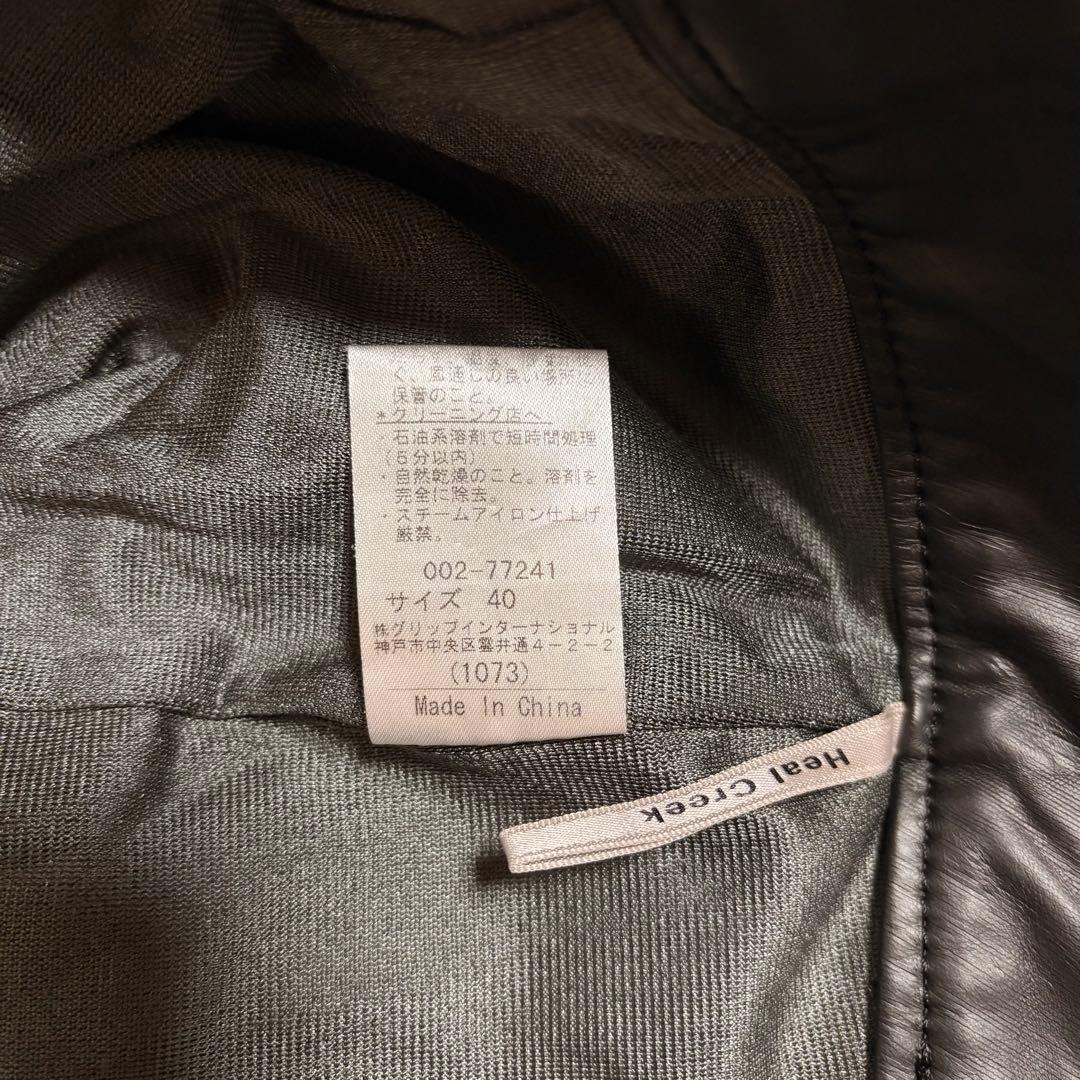 く、風通しの良い場所に
保管のこと。
*クリーニング店へ
・石油系溶剤で短時間処理
(5分以内)
・自然乾燥のこと。溶剤を
完全に除去。
・スチームアイロン仕上げ
厳禁。
002-77241
サイズ 40
株グリップインターナショナル
神戸市中央区葺井通4-2-2
(1073)
Made In China
Heal Creek